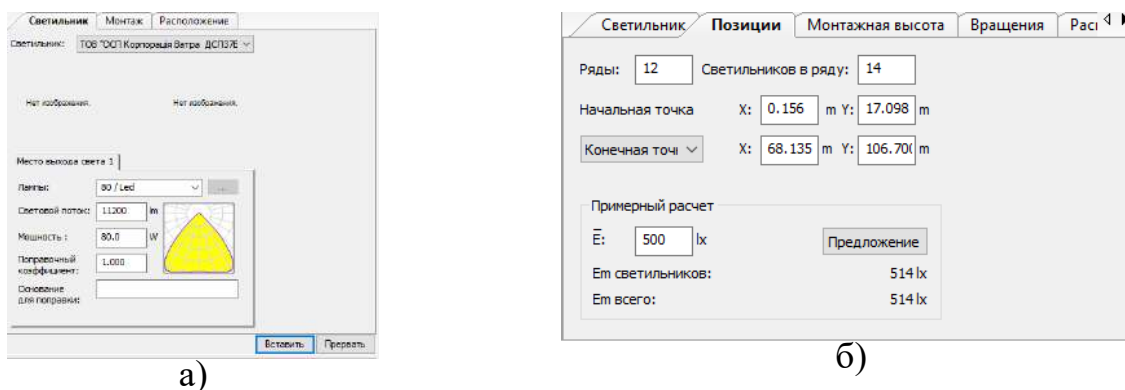 Светильник Монтаж Расположение
Светильник: ТОВ "ОСП Корпорація Ватра ДСП37Е
Нет изображения. Нет изображения.
Место выхода света 1
Лампы: 80 / Led ...
Световой поток: 11200 lm
Мощность : 80.0 W
Поправочный коэффициент: 1.000
Основание для поправки:
Вставить Прервать
а)
Светильник Позиции Монтажная высота Вращения Расп
Ряды: 12 Светильников в ряду: 14
Начальная точка X: 0.156 m Y: 17.098 m
Конечная точк X: 68.135 m Y: 106.70( m
Примерный расчет
E: 500 lx Предложение
Em светильников: 514 lx
Em всего: 514 lx
б)